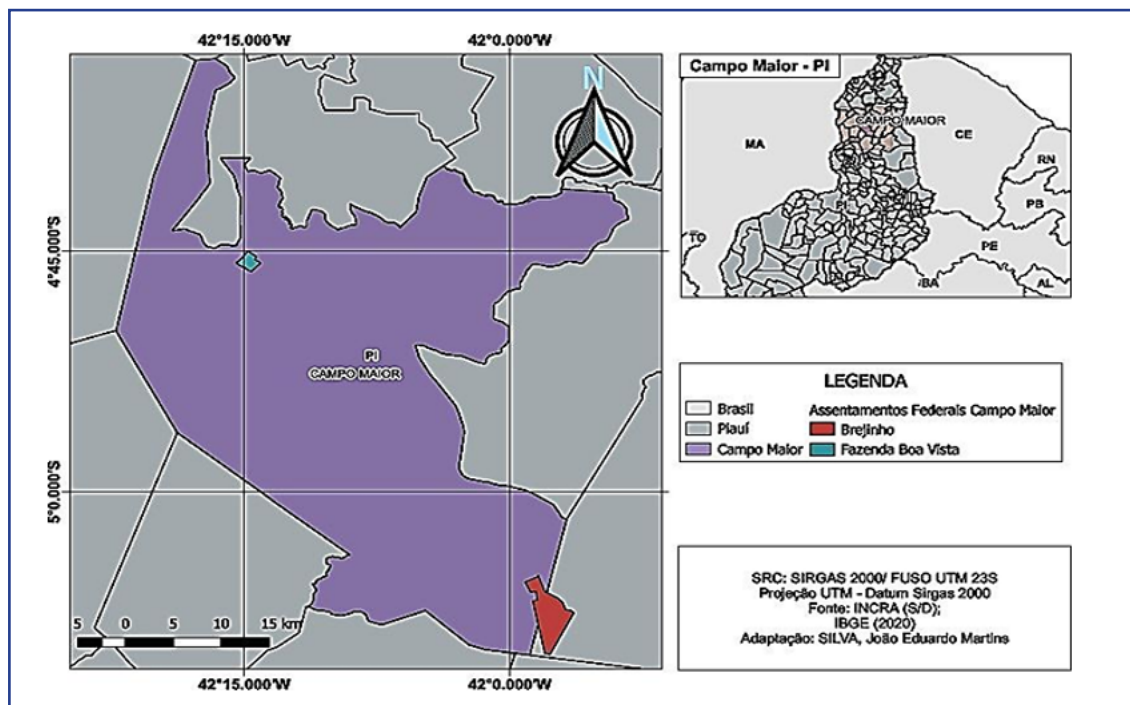 42°15.000'W 42°0.000'W
N
4°45.000'S
PI
CAMPO MAIOR
5°0.000'S
5 0 5 10 15 km
42°15.000'W 42°0.000'W
Campo Maior - PI
CAMPO MAIOR
MA
CE
RN
PB
PI
TO
PE
BA
AL
LEGENDA
Brasil
Piauí
Campo Maior
Assentamentos Federais Campo Maior
Brejinho
Fazenda Boa Vista
SRC: SIRGAS 2000/ FUSO UTM 23S
Projeção UTM - Datum Sirgas 2000
Fonte: INCRA (S/D);
IBGE (2020)
Adaptação: SILVA, João Eduardo Martins